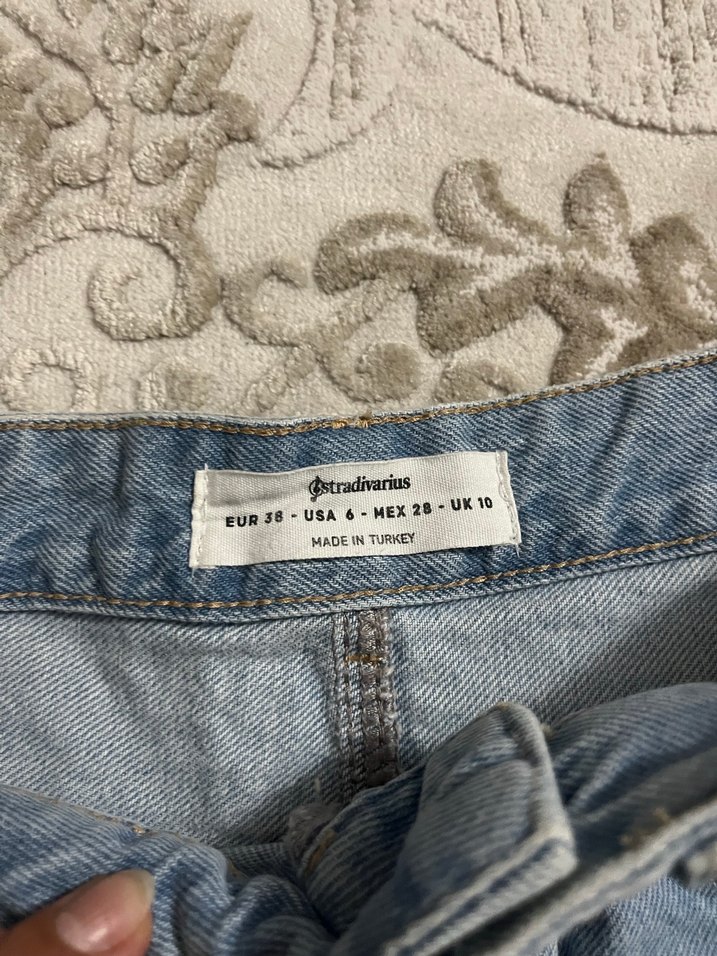 stradivarius
EUR 38 - USA 6 - MEX 28 - UK 10
MADE IN TURKEY